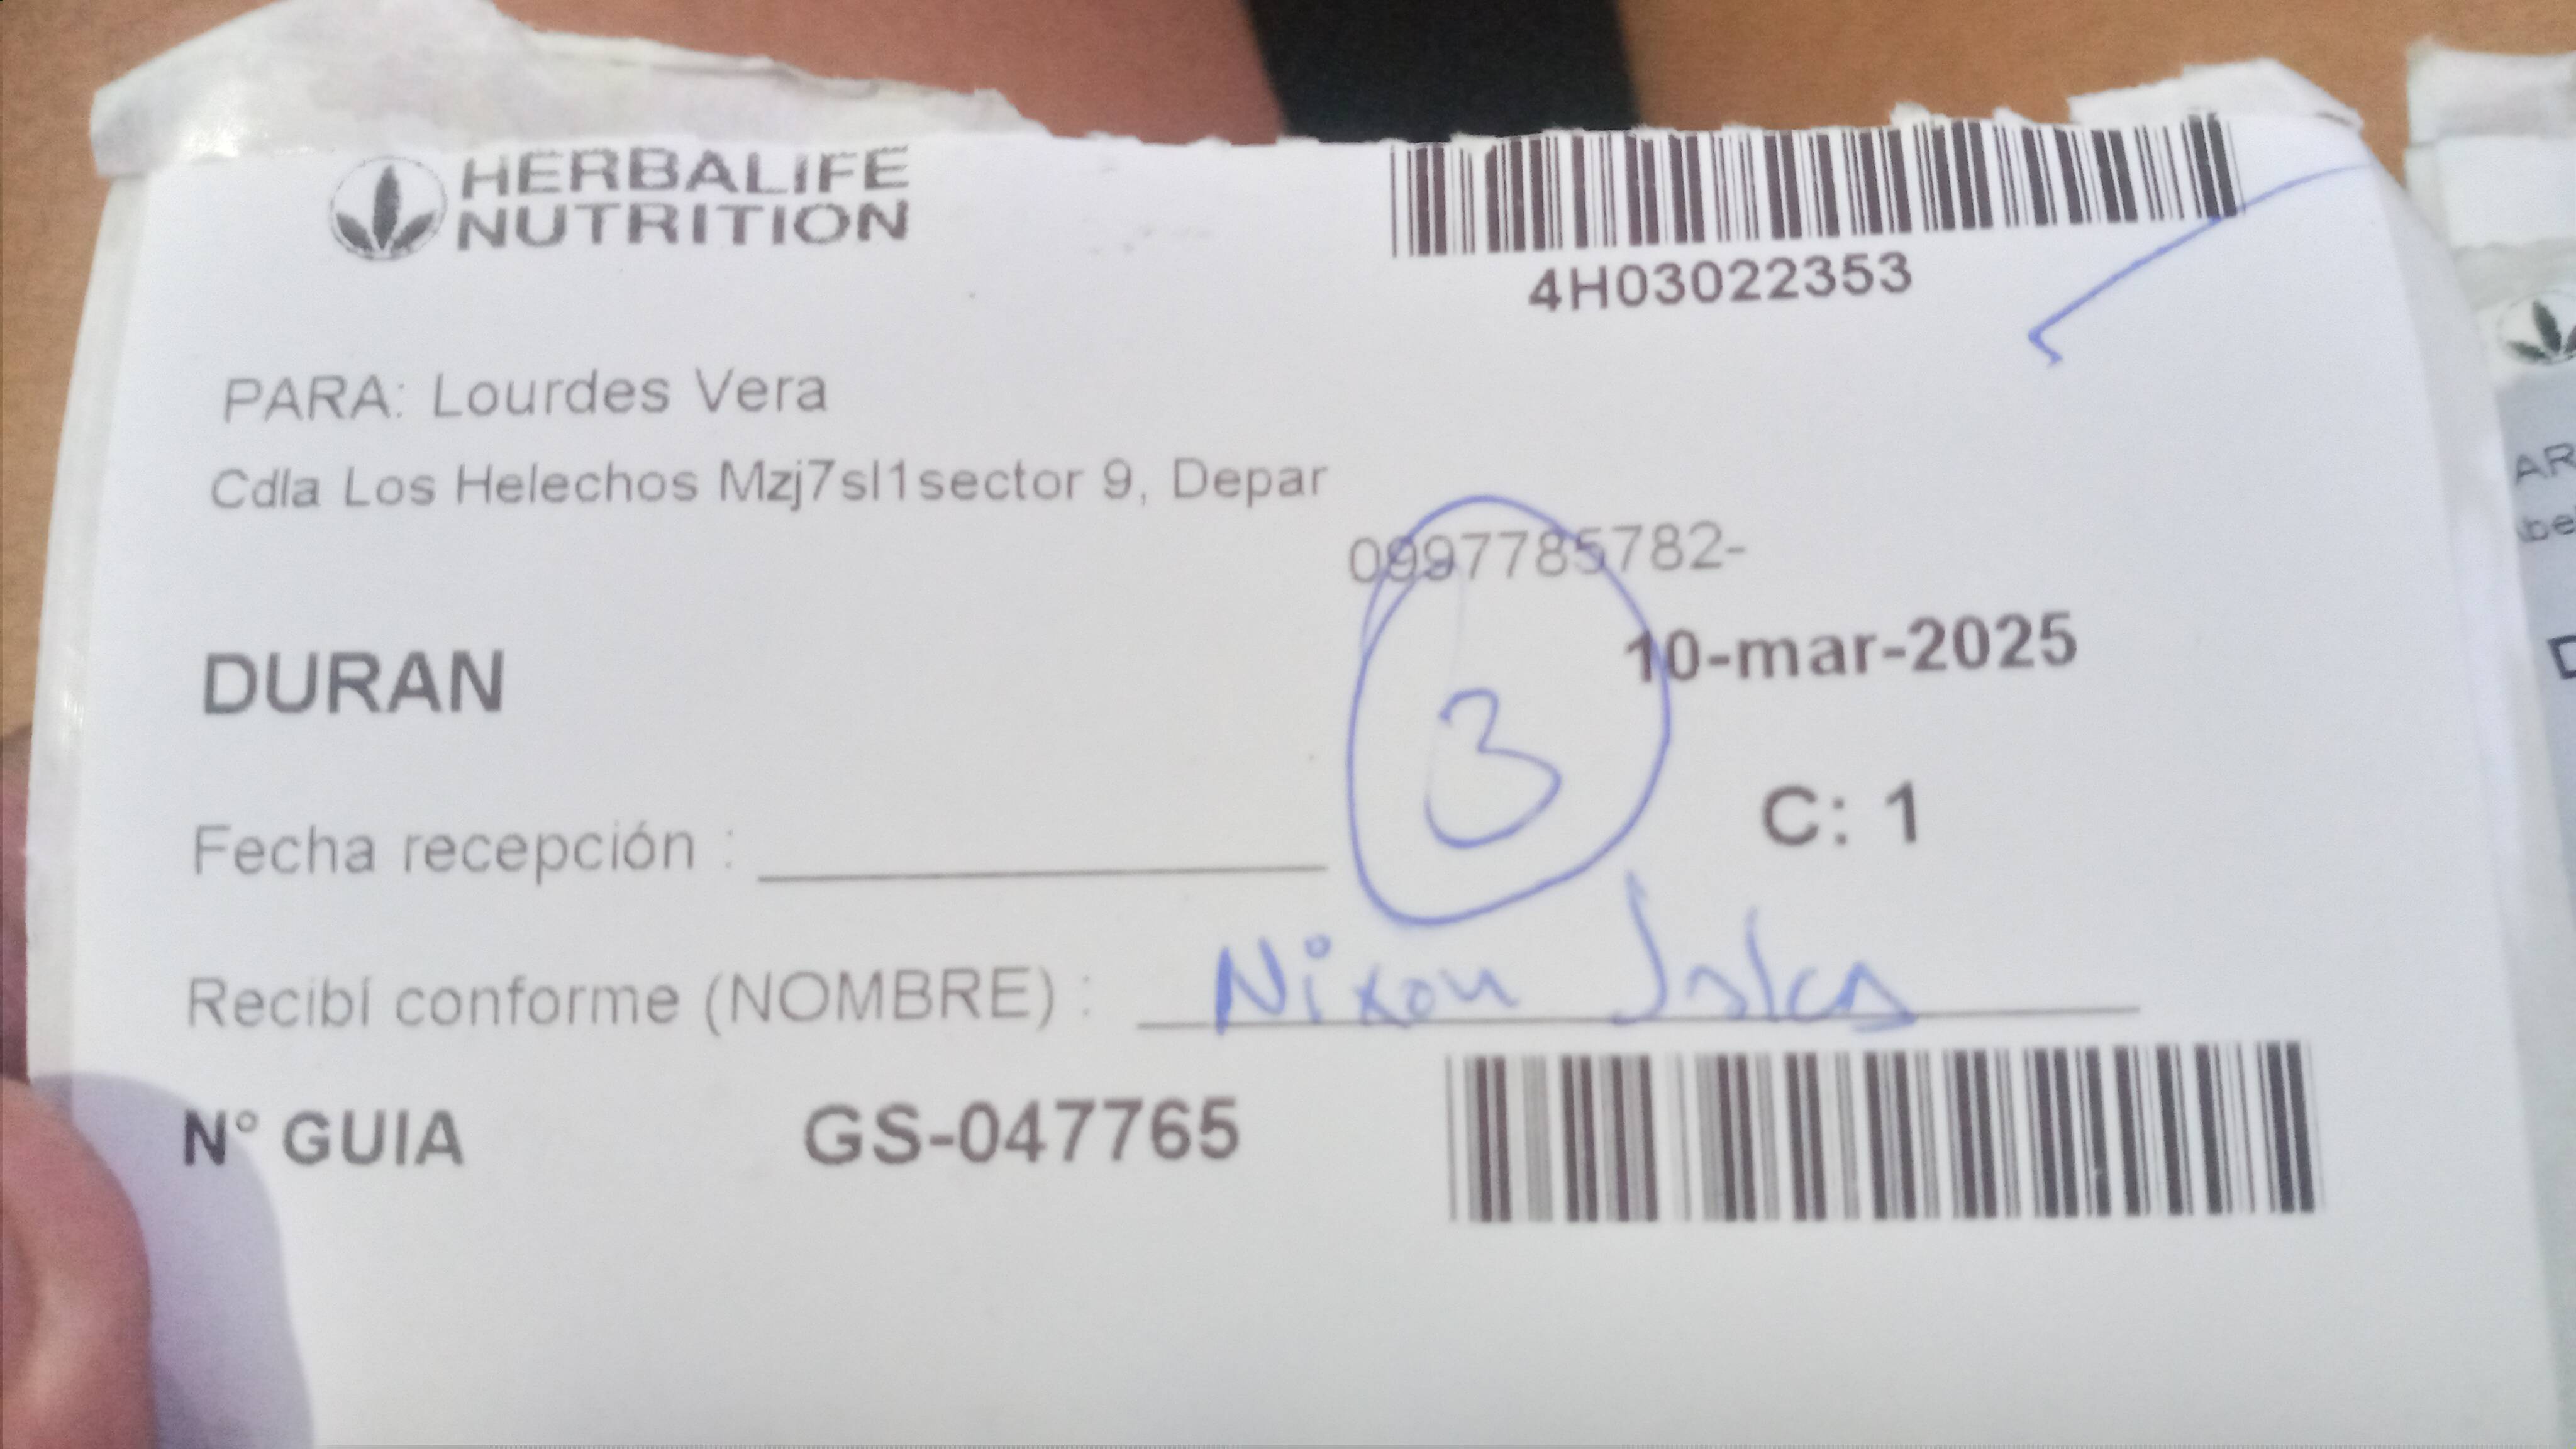 HERBALIFE
NUTRITION
4H03022353
PARA: Lourdes Vera
Cdla Los Helechos Mzj7sl1sector 9, Depar
0997785782-
DURAN
10-mar-2025
3
C: 1
Fecha recepción :
Recibí conforme (NOMBRE) : Nixon
N° GUIA GS-047765